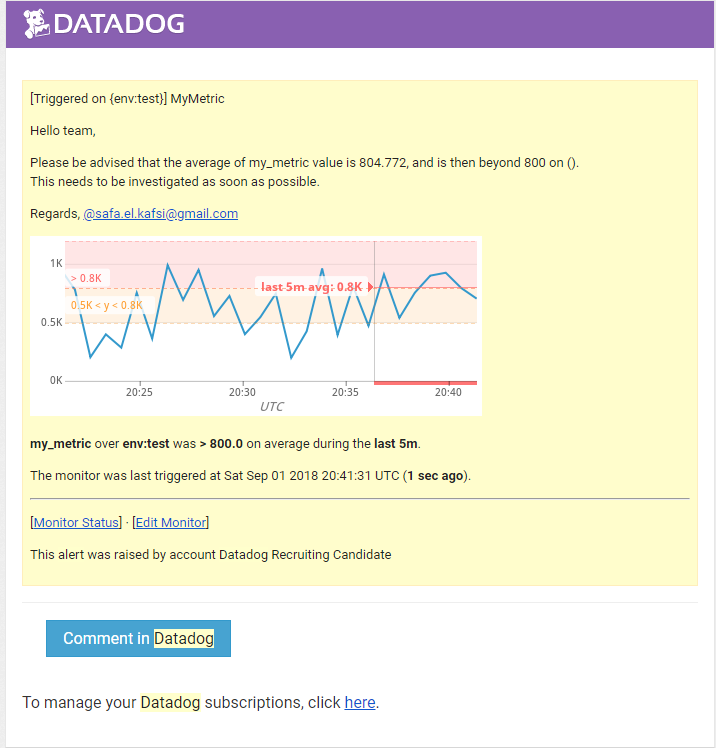 DATADOG
[Triggered on {env:test}] MyMetric
Hello team,
Please be advised that the average of my_metric value is 804.772, and is then beyond 800 on ().
This needs to be investigated as soon as possible.
Regards, @safa.el.kafsi@gmail.com
1K
> 0.8K
last 5m avg: 0.8K
0.5K < y < 0.8K
0.5K
0K
20:25 20:30 20:35 20:40
UTC
my_metric over env:test was > 800.0 on average during the last 5m.
The monitor was last triggered at Sat Sep 01 2018 20:41:31 UTC (1 sec ago).
[Monitor Status] · [Edit Monitor]
This alert was raised by account Datadog Recruiting Candidate
Comment in Datadog
To manage your Datadog subscriptions, click here.